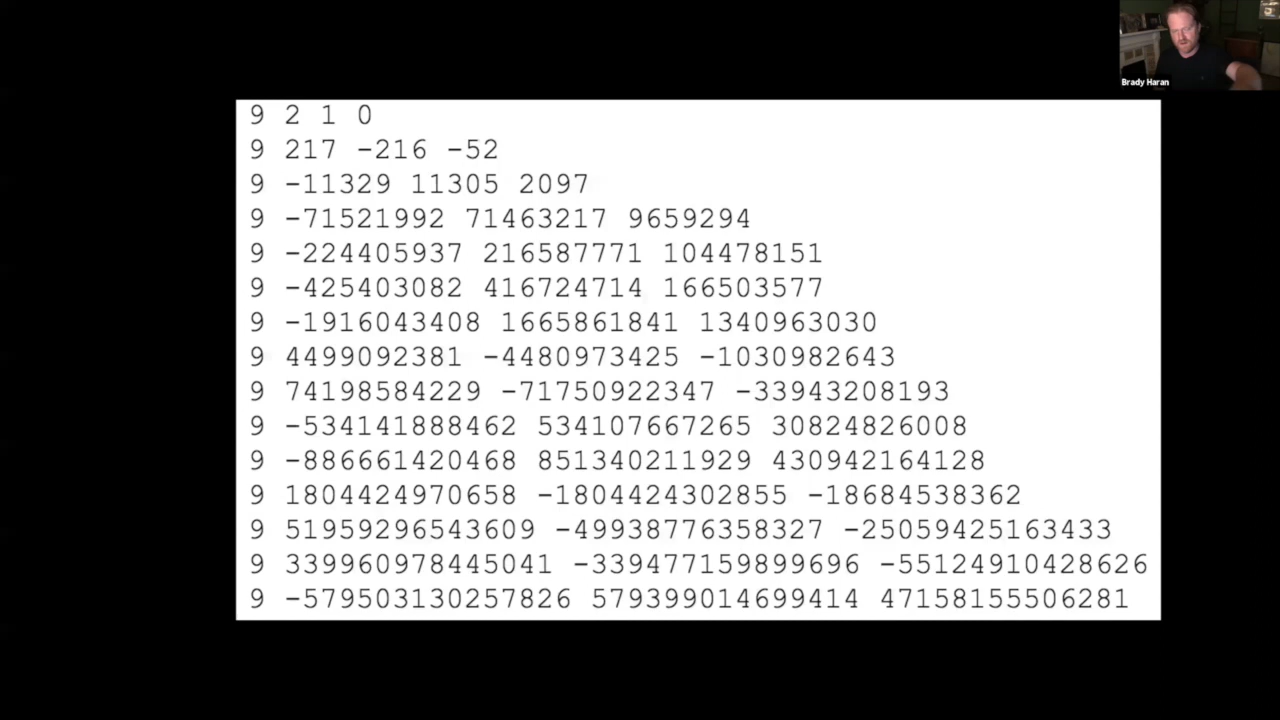 Brady Haran
9 2 1 0
9 217 -216 -52
9 -11329 11305 2097
9 -71521992 71463217 9659294
9 -224405937 216587771 104478151
9 -425403082 416724714 166503577
9 -1916043408 1665861841 1340963030
9 4499092381 -4480973425 -1030982643
9 74198584229 -71750922347 -33943208193
9 -534141888462 534107667265 30824826008
9 -886661420468 851340211929 430942164128
9 1804424970658 -1804424302855 -18684538362
9 51959296543609 -49938776358327 -25059425163433
9 339960978445041 -339477159899696 -55124910428626
9 -579503130257826 579399014699414 47158155506281